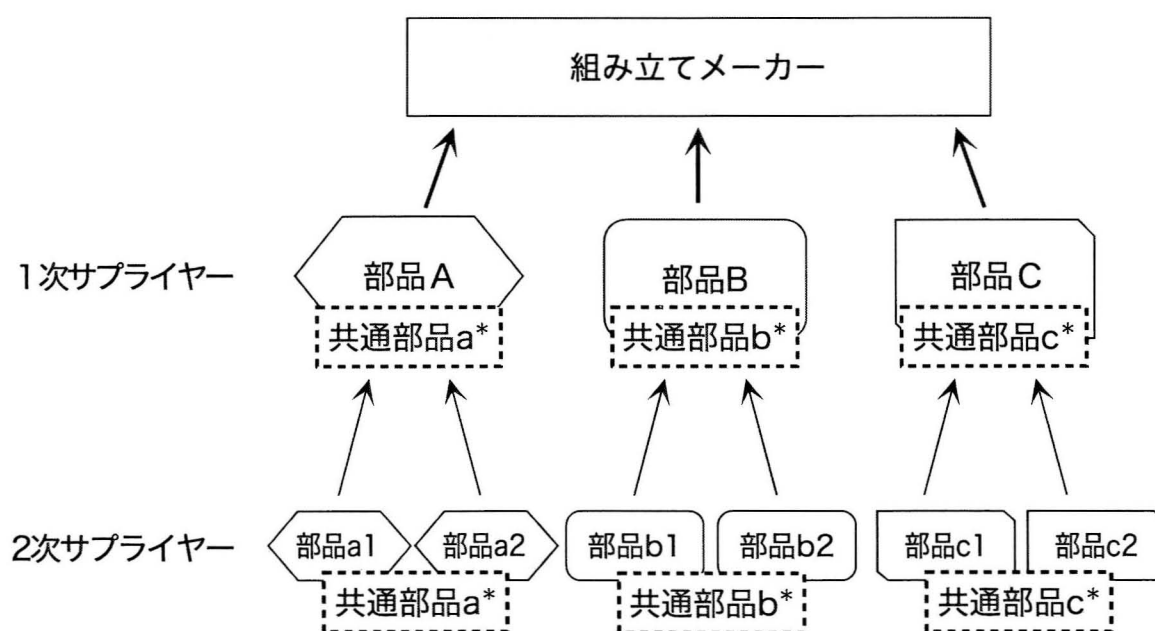 組み立てメーカー
1次サプライヤー
部品A
部品B
部品C
共通部品a*
共通部品b*
共通部品c*
2次サプライヤー
部品a1
部品a2
部品b1
部品b2
部品c1
部品c2
共通部品a*
共通部品b*
共通部品c*